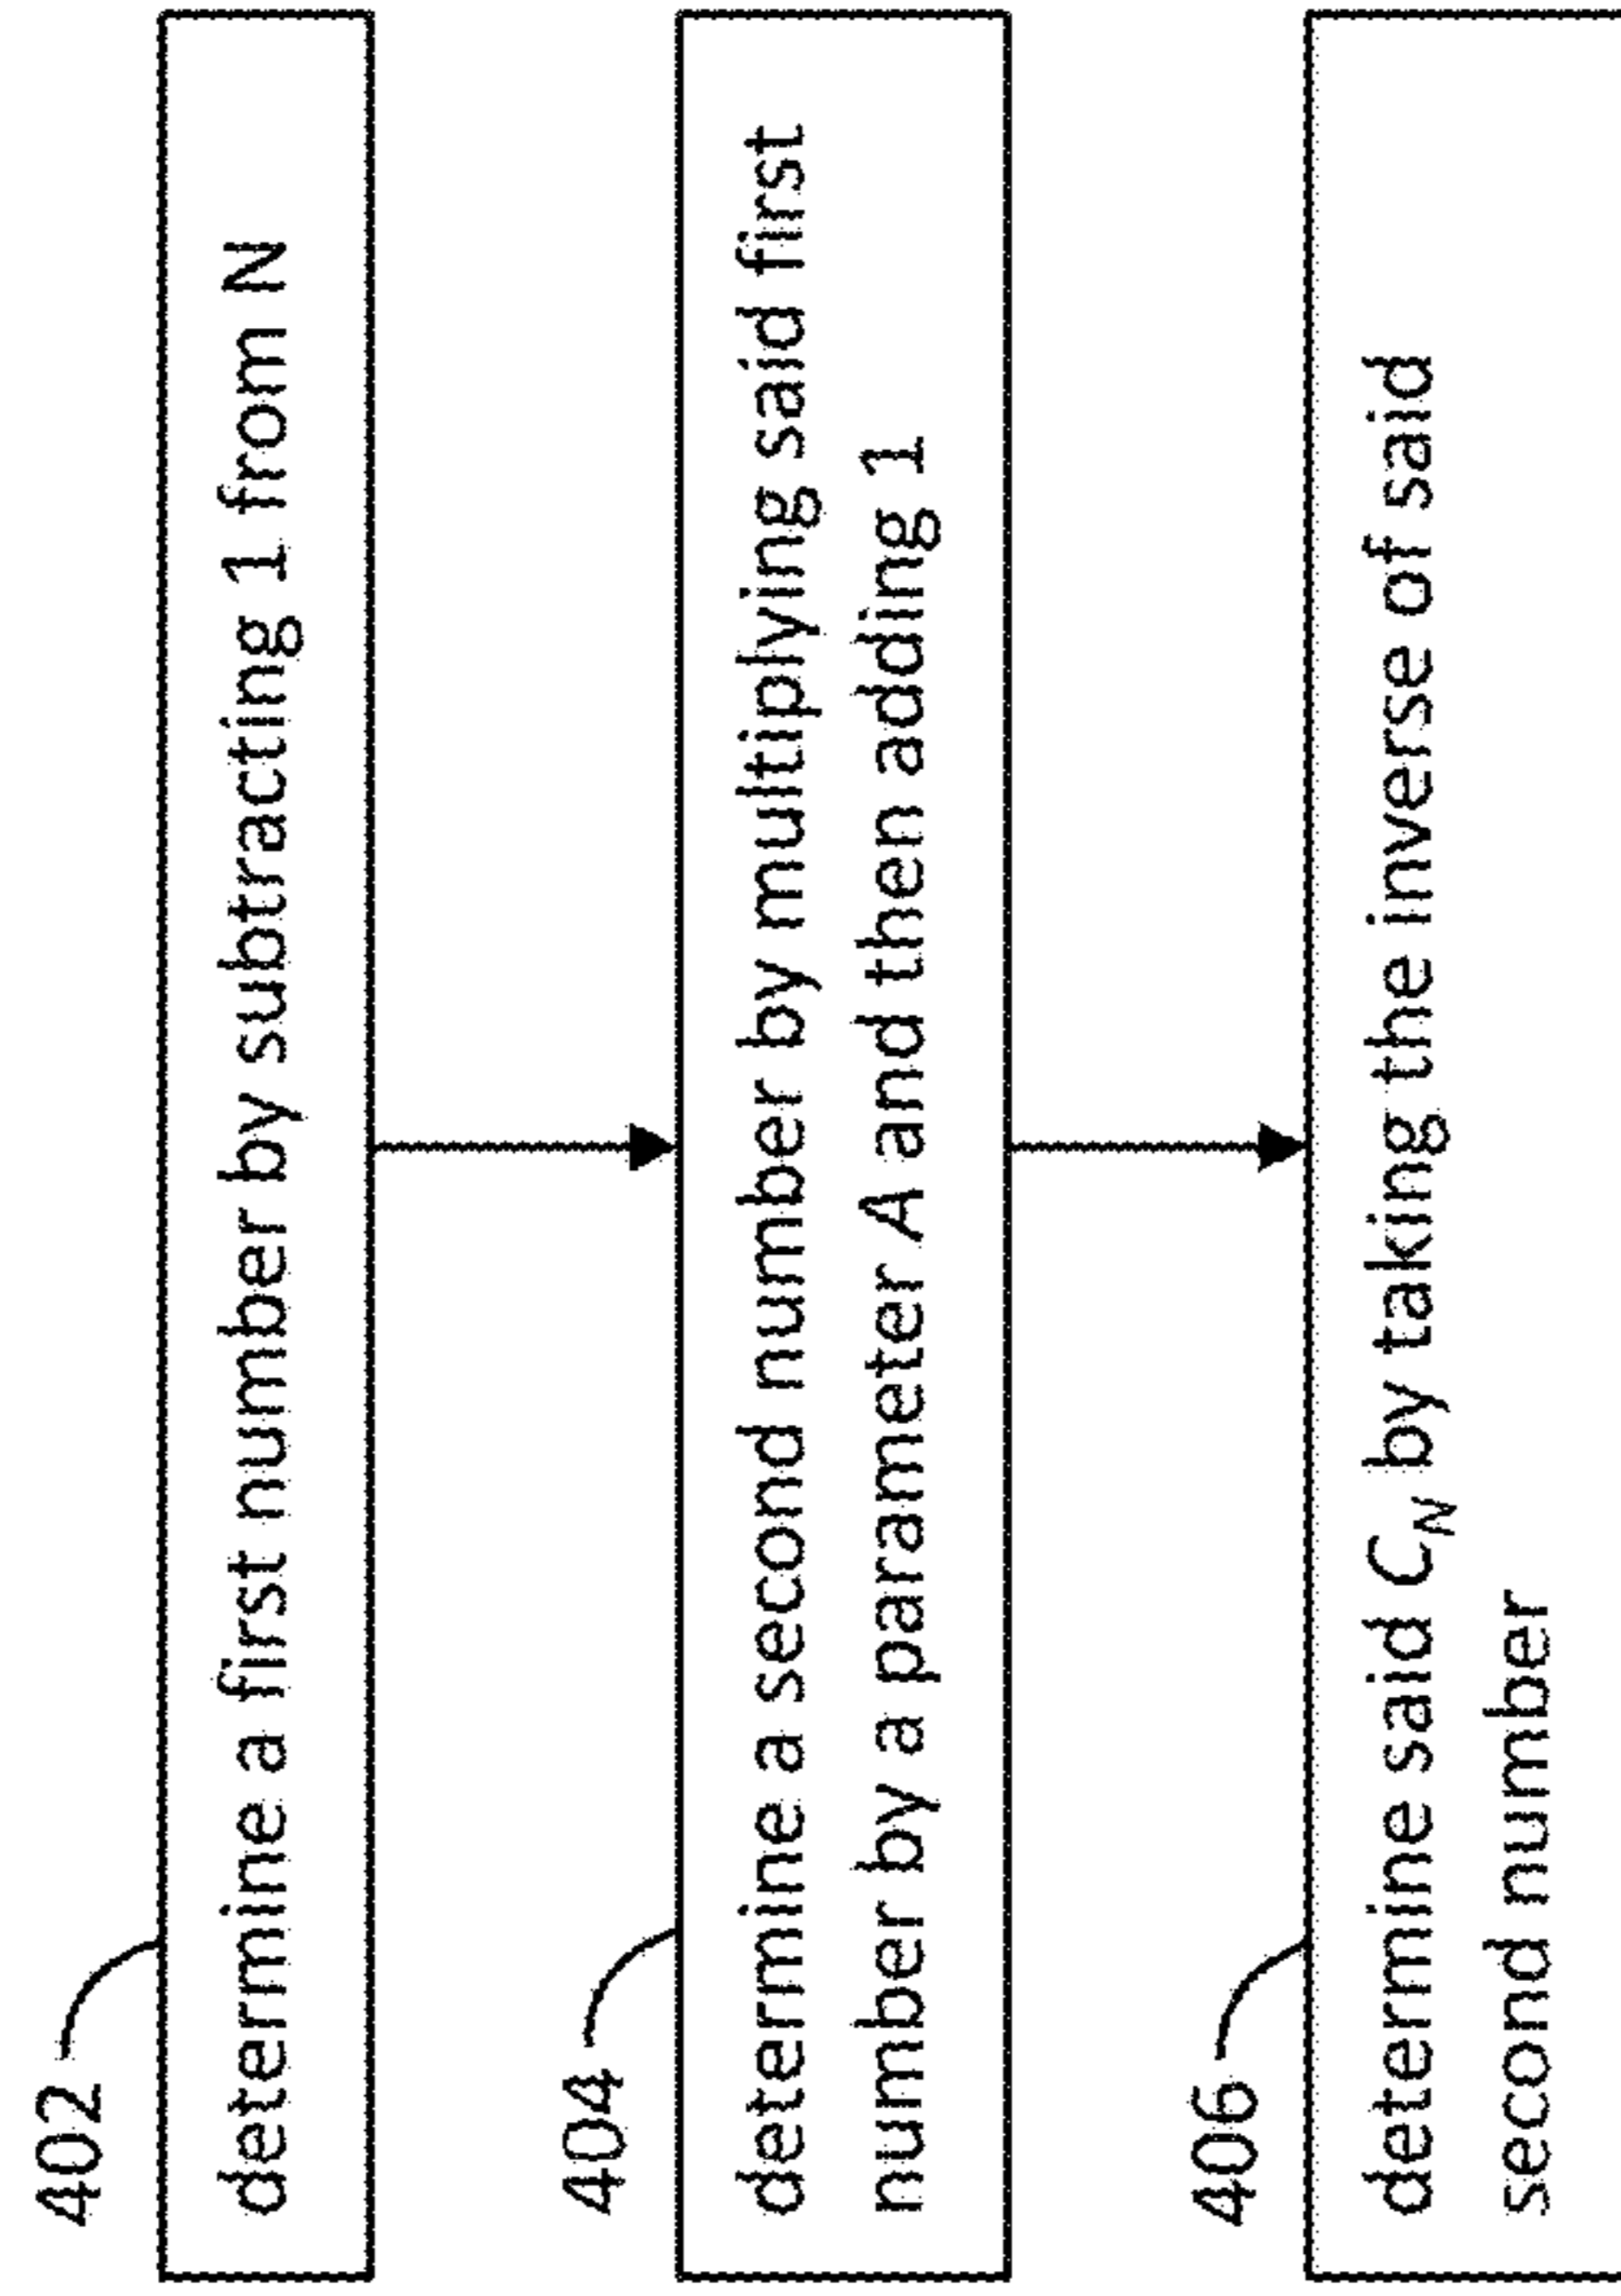 402
determine a first number by subtracting 1 from N
404
determine a second number by multiplying said first
number by a parameter A and then adding 1
406
determine said C_N by taking the inverse of said
second number